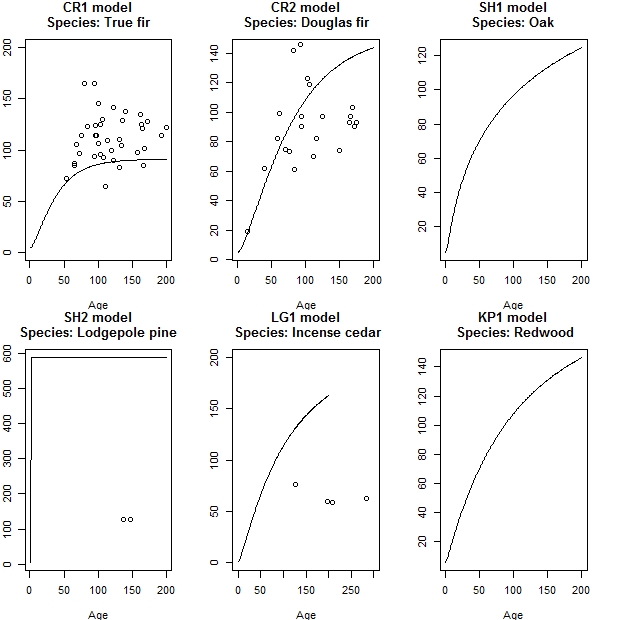 CR1 model
Species: True fir
200
150
100
50
0
0 50 100 150 200
Age
CR2 model
Species: Douglas fir
140
120
100
80
60
40
20
0
0 50 100 150 200
Age
SH1 model
Species: Oak
120
100
80
60
40
20
0 50 100 150 200
Age
SH2 model
Species: Lodgepole pine
600
500
400
300
200
100
0
0 50 100 150 200
Age
LG1 model
Species: Incense cedar
200
150
100
50
0
0 50 150 250
Age
KP1 model
Species: Redwood
140
120
100
80
60
40
20
0 50 100 150 200
Age